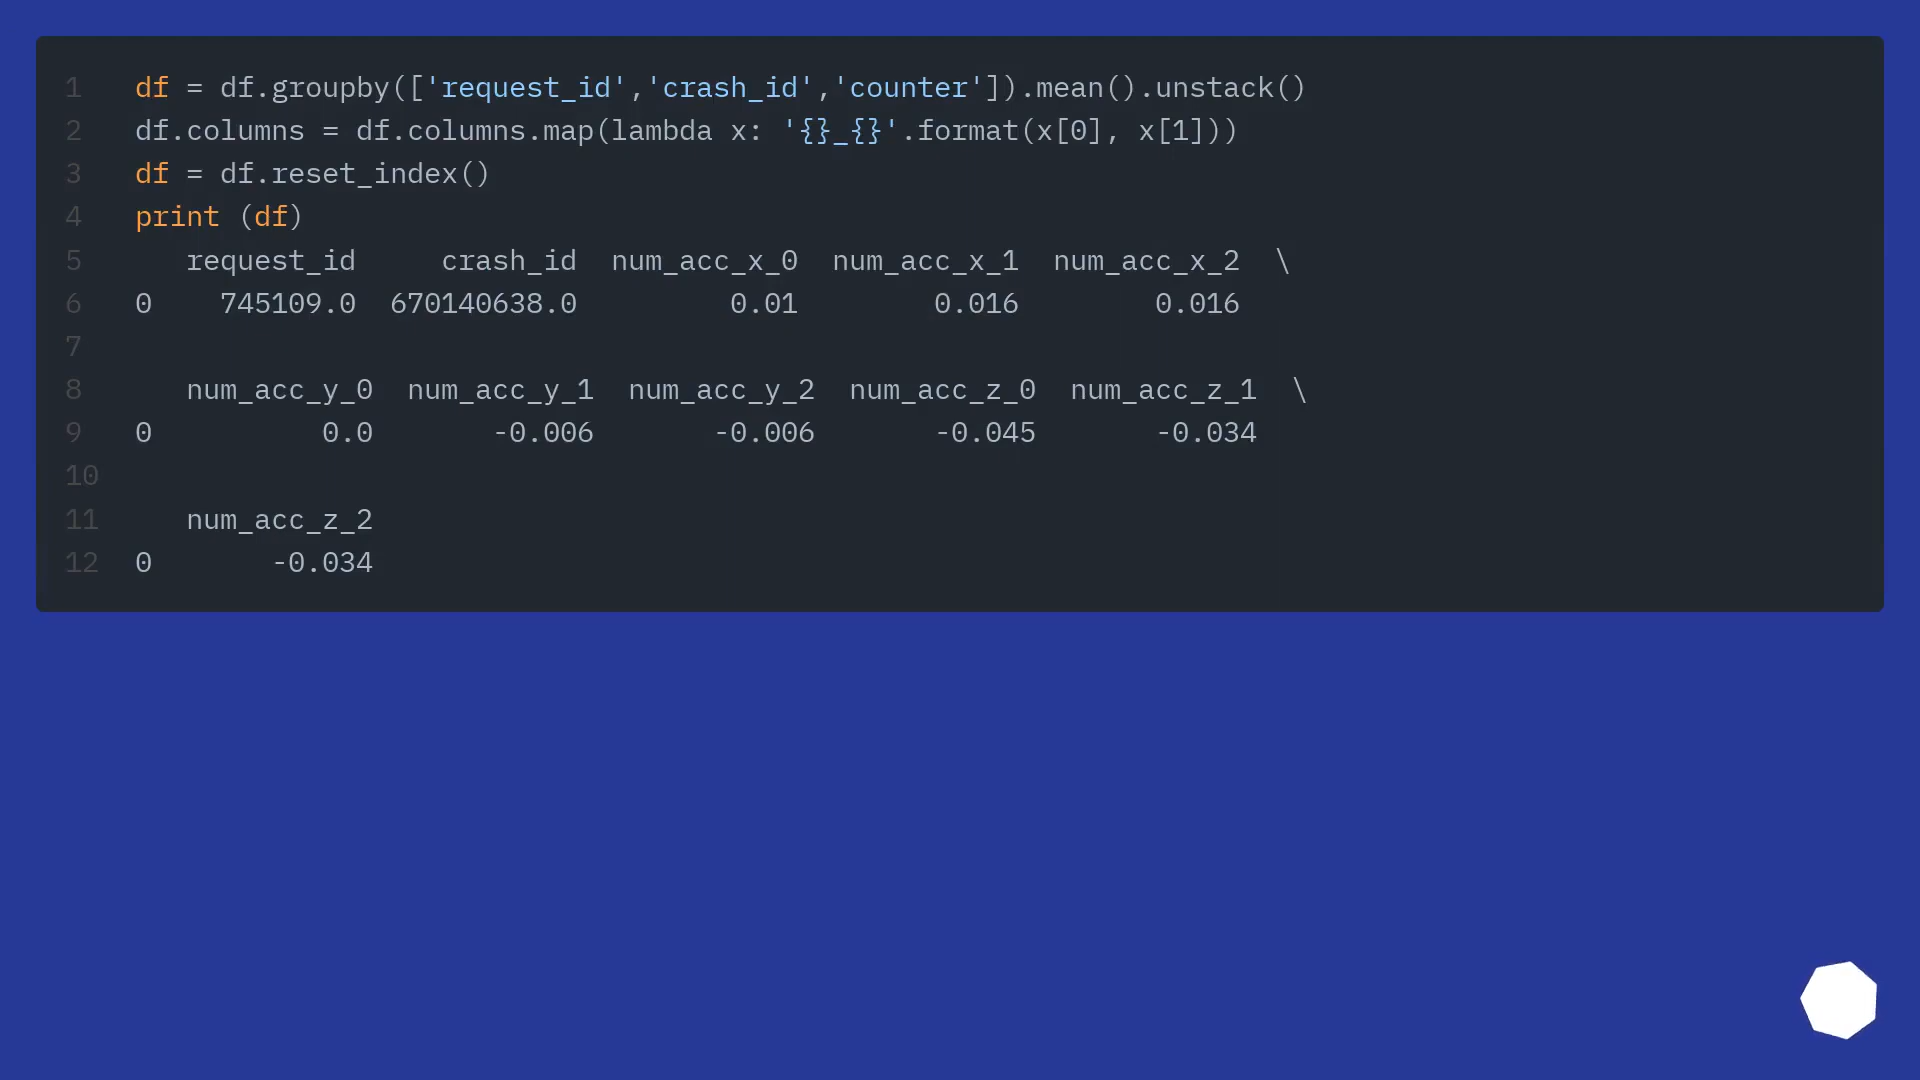 1 df = df.groupby(['request_id','crash_id','counter']).mean().unstack()
2 df.columns = df.columns.map(lambda x: '{}_{}'.format(x[0], x[1]))
3 df = df.reset_index()
4 print (df)
5    request_id     crash_id  num_acc_x_0  num_acc_x_1  num_acc_x_2  \
6 0    745109.0  670140638.0         0.01        0.016        0.016
7
8    num_acc_y_0  num_acc_y_1  num_acc_y_2  num_acc_z_0  num_acc_z_1  \
9 0          0.0       -0.006       -0.006       -0.045       -0.034
10
11    num_acc_z_2
12 0       -0.034